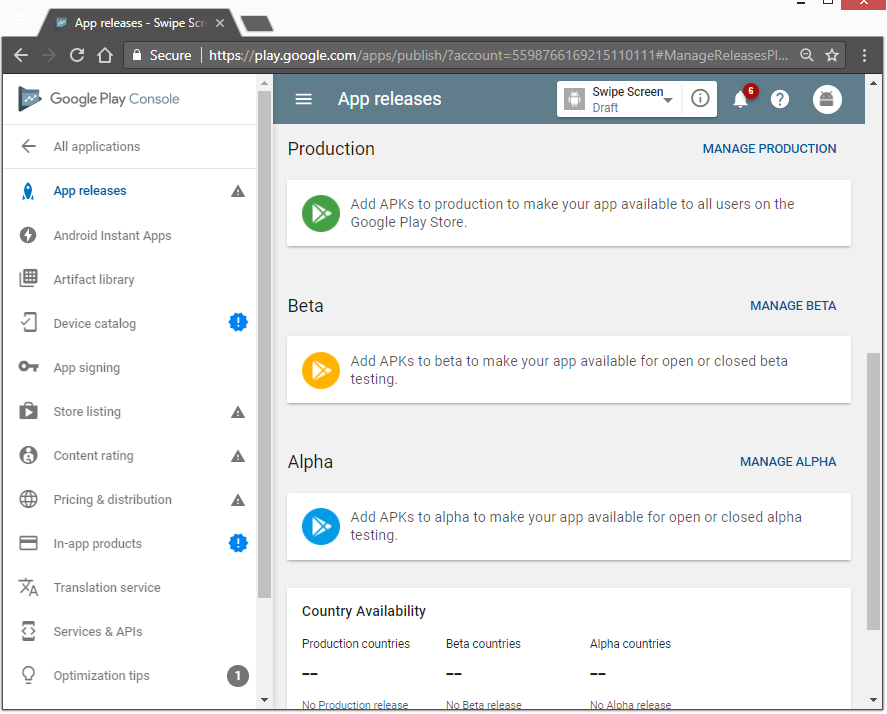 App releases - Swipe Scre
Secure
https://play.google.com/apps/publish/?account=5598766169215110111#ManageReleasesPl...
Google Play Console
App releases
Swipe Screen
Draft
6
All applications
App releases
Android Instant Apps
Artifact library
Device catalog
App signing
Store listing
Content rating
Pricing & distribution
In-app products
Translation service
Services & APIs
Optimization tips
1
Production
MANAGE PRODUCTION
Add APKs to production to make your app available to all users on the
Google Play Store.
Beta
MANAGE BETA
Add APKs to beta to make your app available for open or closed beta
testing.
Alpha
MANAGE ALPHA
Add APKs to alpha to make your app available for open or closed alpha
testing.
Country Availability
Production countries Beta countries Alpha countries
-- -- --
No Production release No Beta release No Alpha release